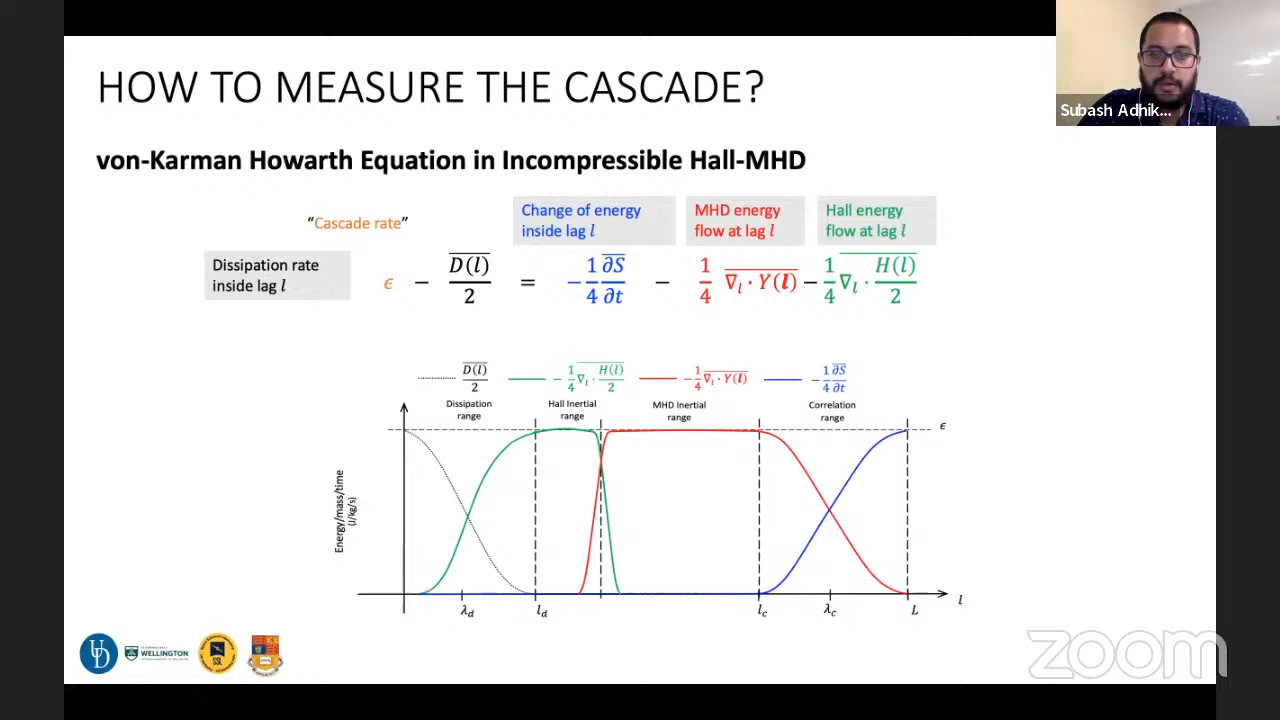 HOW TO MEASURE THE CASCADE?
Subash Adhik...
von-Karman Howarth Equation in Incompressible Hall-MHD
"Cascade rate"
Change of energy
inside lag l
MHD energy
flow at lag l
Hall energy
flow at lag l
Dissipation rate
inside lag l
ϵ − D(l)/2 = −1/4 ∂S/∂t − 1/4 ∇l · Y(l) − 1/4 ∇l · H(l)/2
D(l)/2
−1/4 ∇l · H(l)/2
−1/4 ∇l · Y(l)
−1/4 ∂S/∂t
Dissipation
range
Hall Inertial
range
MHD Inertial
range
Correlation
range
ϵ
Energy/mass/time
(J/kg/s)
λd
ld
lc
λc
L
l
UD
WELLINGTON
SSL
zoom